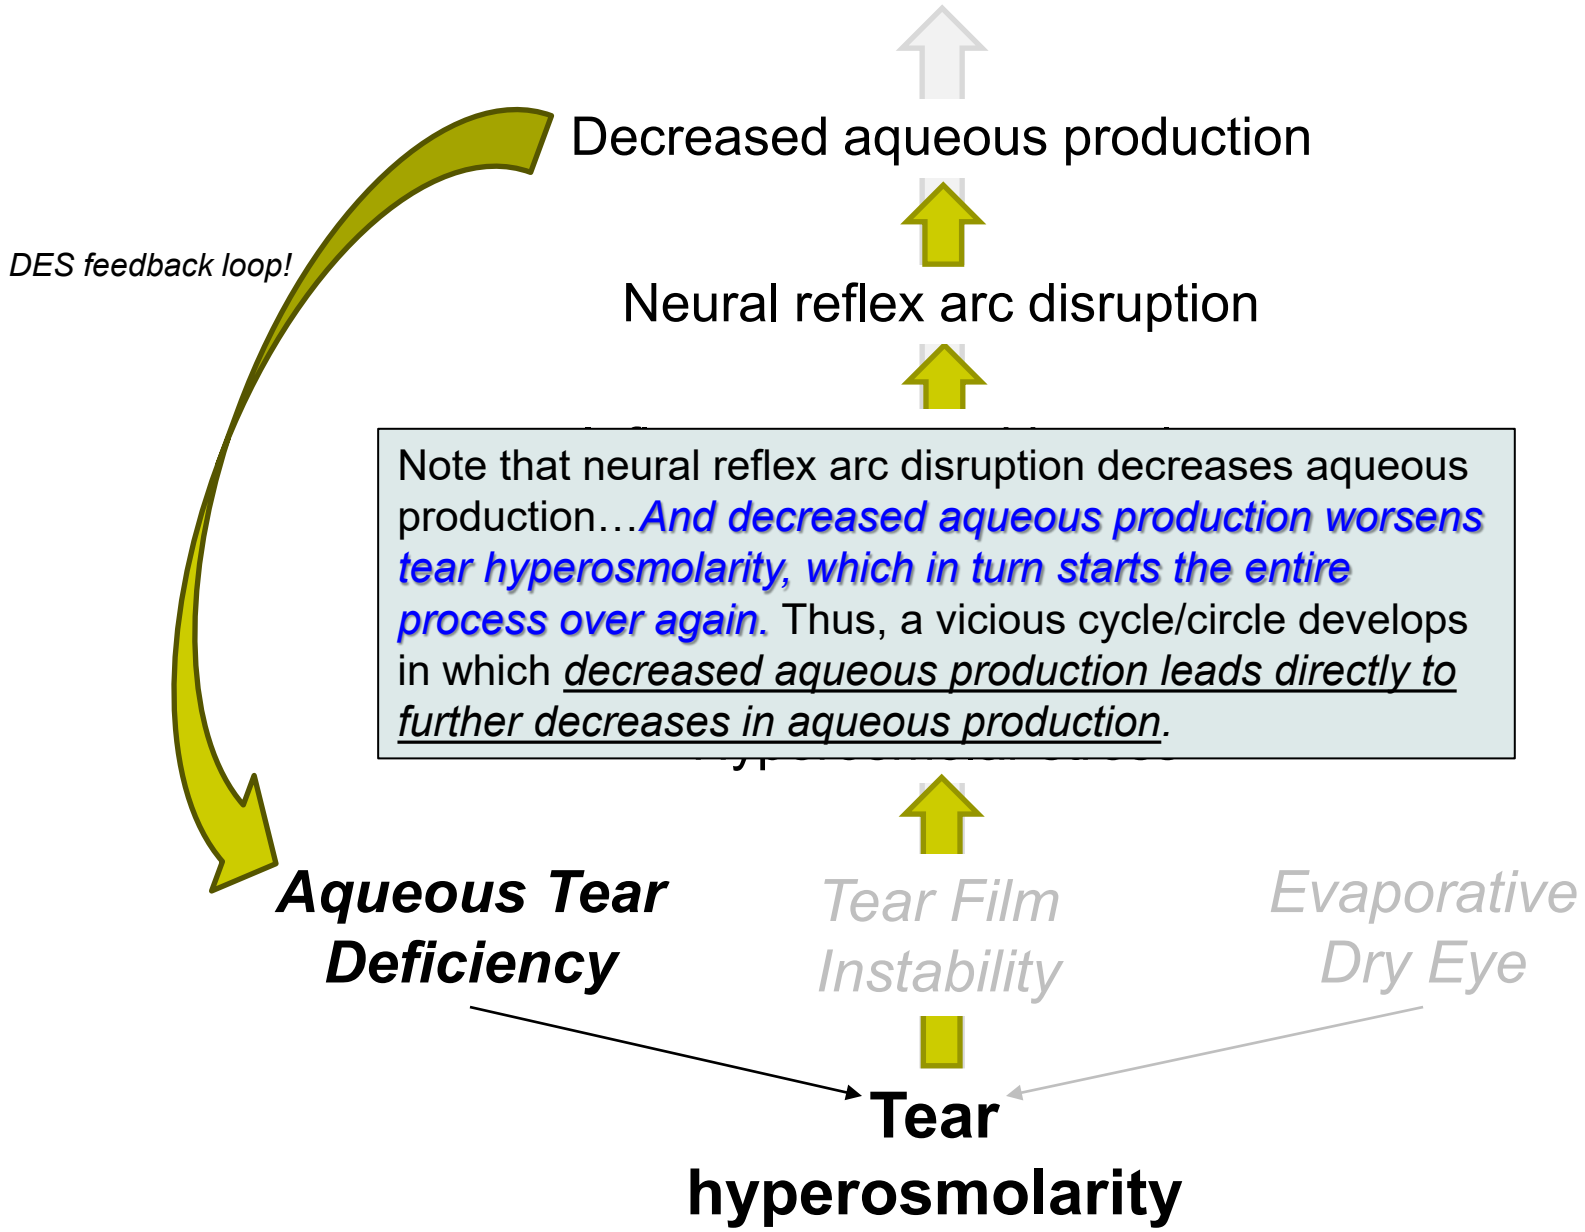 Decreased aqueous production
DES feedback loop!
Neural reflex arc disruption
Note that neural reflex arc disruption decreases aqueous
production…And decreased aqueous production worsens
tear hyperosmolarity, which in turn starts the entire
process over again. Thus, a vicious cycle/circle develops
in which decreased aqueous production leads directly to
further decreases in aqueous production.
Aqueous Tear
Deficiency
Tear Film
Instability
Evaporative
Dry Eye
Tear
hyperosmolarity